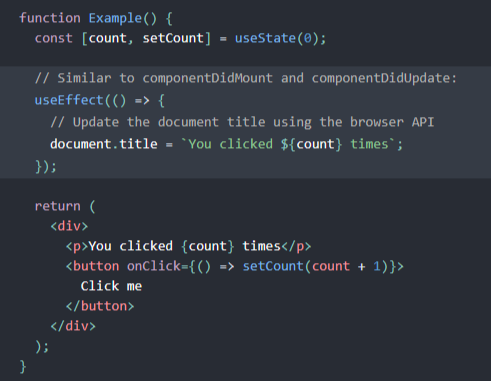 function Example() {
  const [count, setCount] = useState(0);

  // Similar to componentDidMount and componentDidUpdate:
  useEffect(() => {
    // Update the document title using the browser API
    document.title = `You clicked ${count} times`;
  });

  return (
    <div>
      <p>You clicked {count} times</p>
      <button onClick={() => setCount(count + 1)}>
        Click me
      </button>
    </div>
  );
}